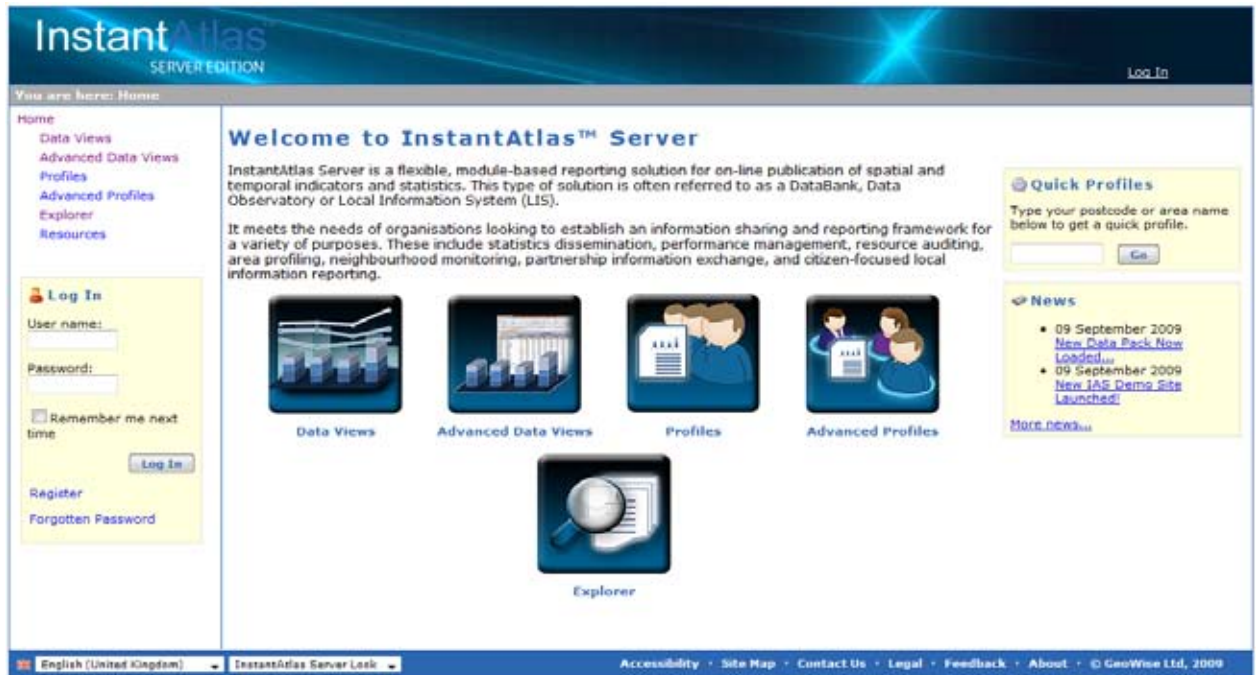 InstantAtlas™
SERVER EDITION
Log In
You are here: Home
Home
Data Views
Advanced Data Views
Profiles
Advanced Profiles
Explorer
Resources
Log In
User name:
Password:
Remember me next
time
Log In
Register
Forgotten Password
Welcome to InstantAtlas™ Server
InstantAtlas Server is a flexible, module-based reporting solution for on-line publication of spatial and
temporal indicators and statistics. This type of solution is often referred to as a DataBank, Data
Observatory or Local Information System (LIS).
It meets the needs of organisations looking to establish an information sharing and reporting framework for
a variety of purposes. These include statistics dissemination, performance management, resource auditing,
area profiling, neighbourhood monitoring, partnership information exchange, and citizen-focused local
information reporting.
Data Views
Advanced Data Views
Profiles
Advanced Profiles
Explorer
Quick Profiles
Type your postcode or area name
below to get a quick profile.
Go
News
• 09 September 2009
New Data Pack Now
Loaded...
• 09 September 2009
New IAS Demo Site
Launched!
More news...
English (United Kingdom)
InstantAtlas Server Look
Accessibility • Site Map • Contact Us • Legal • Feedback • About • © GeoWise Ltd, 2009